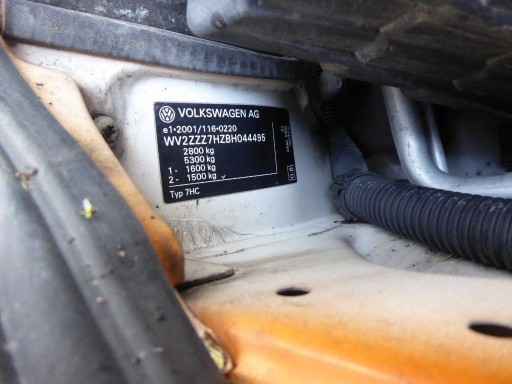 VOLKSWAGEN AG
e1*2001/116*0220
WV2ZZZ7HZBH044495
2800 kg
5300 kg
1 - 1600 kg
2 - 1500 kg
Typ 7HC